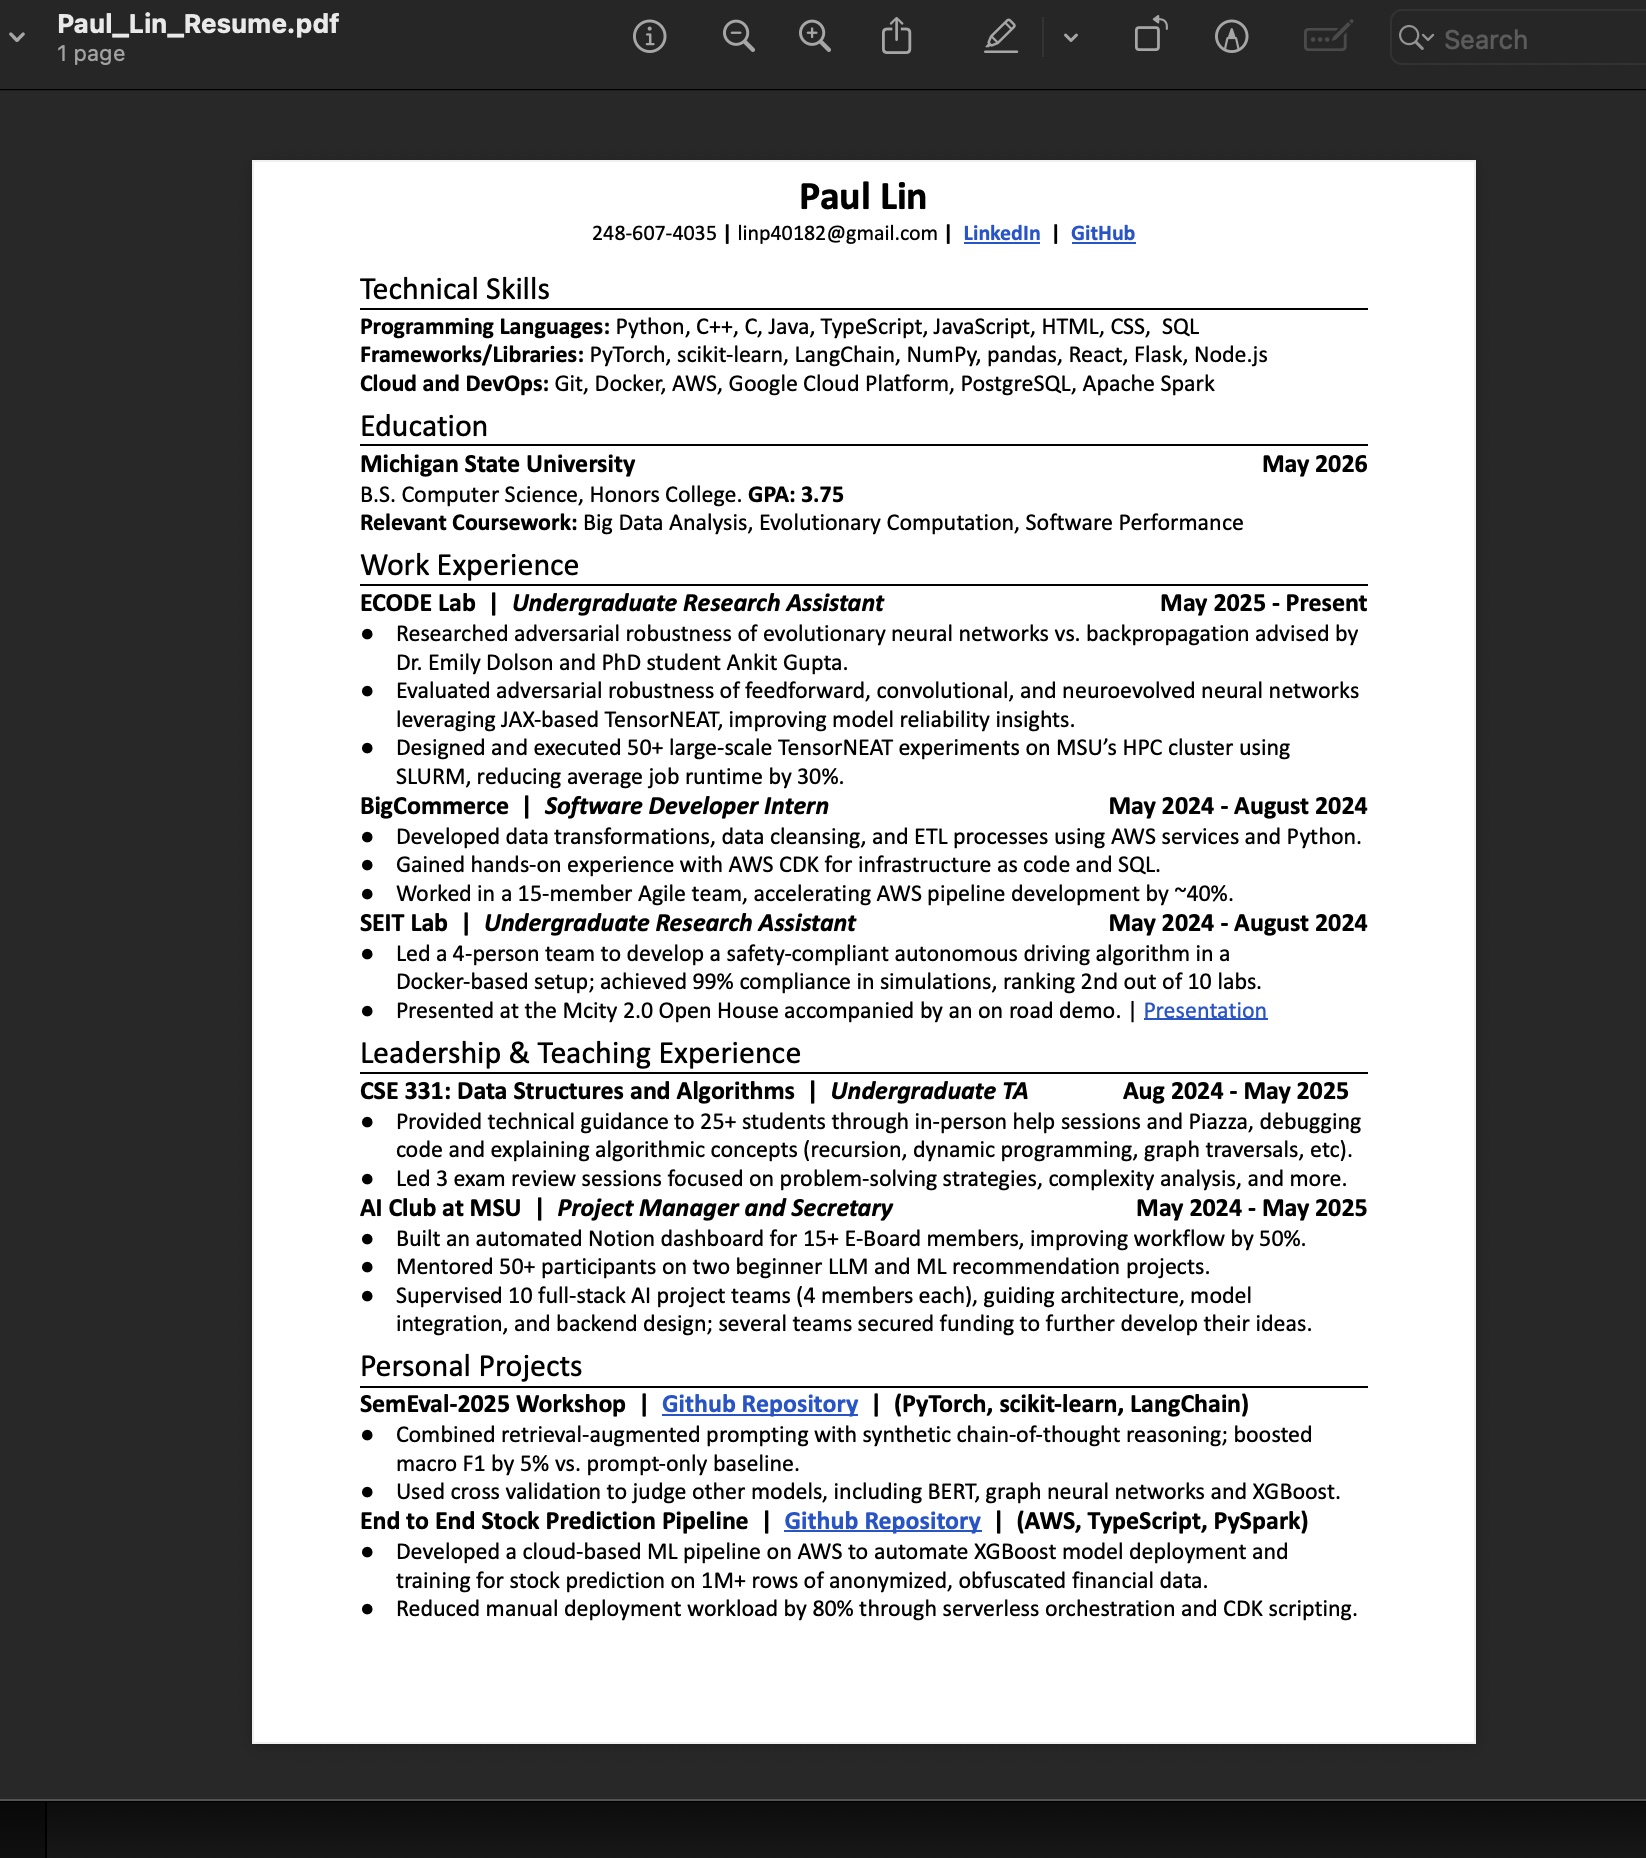 Paul_Lin_Resume.pdf
1 page
Search
Paul Lin
248-607-4035 | linp40182@gmail.com | LinkedIn | GitHub
Technical Skills
Programming Languages: Python, C++, C, Java, TypeScript, JavaScript, HTML, CSS, SQL
Frameworks/Libraries: PyTorch, scikit-learn, LangChain, NumPy, pandas, React, Flask, Node.js
Cloud and DevOps: Git, Docker, AWS, Google Cloud Platform, PostgreSQL, Apache Spark
Education
Michigan State University May 2026
B.S. Computer Science, Honors College. GPA: 3.75
Relevant Coursework: Big Data Analysis, Evolutionary Computation, Software Performance
Work Experience
ECODE Lab | Undergraduate Research Assistant May 2025 - Present
● Researched adversarial robustness of evolutionary neural networks vs. backpropagation advised by
Dr. Emily Dolson and PhD student Ankit Gupta.
● Evaluated adversarial robustness of feedforward, convolutional, and neuroevolved neural networks
leveraging JAX-based TensorNEAT, improving model reliability insights.
● Designed and executed 50+ large-scale TensorNEAT experiments on MSU’s HPC cluster using
SLURM, reducing average job runtime by 30%.
BigCommerce | Software Developer Intern May 2024 - August 2024
● Developed data transformations, data cleansing, and ETL processes using AWS services and Python.
● Gained hands-on experience with AWS CDK for infrastructure as code and SQL.
● Worked in a 15-member Agile team, accelerating AWS pipeline development by ~40%.
SEIT Lab | Undergraduate Research Assistant May 2024 - August 2024
● Led a 4-person team to develop a safety-compliant autonomous driving algorithm in a
Docker-based setup; achieved 99% compliance in simulations, ranking 2nd out of 10 labs.
● Presented at the Mcity 2.0 Open House accompanied by an on road demo. | Presentation
Leadership & Teaching Experience
CSE 331: Data Structures and Algorithms | Undergraduate TA Aug 2024 - May 2025
● Provided technical guidance to 25+ students through in-person help sessions and Piazza, debugging
code and explaining algorithmic concepts (recursion, dynamic programming, graph traversals, etc).
● Led 3 exam review sessions focused on problem-solving strategies, complexity analysis, and more.
AI Club at MSU | Project Manager and Secretary May 2024 - May 2025
● Built an automated Notion dashboard for 15+ E-Board members, improving workflow by 50%.
● Mentored 50+ participants on two beginner LLM and ML recommendation projects.
● Supervised 10 full-stack AI project teams (4 members each), guiding architecture, model
integration, and backend design; several teams secured funding to further develop their ideas.
Personal Projects
SemEval-2025 Workshop | Github Repository | (PyTorch, scikit-learn, LangChain)
● Combined retrieval-augmented prompting with synthetic chain-of-thought reasoning; boosted
macro F1 by 5% vs. prompt-only baseline.
● Used cross validation to judge other models, including BERT, graph neural networks and XGBoost.
End to End Stock Prediction Pipeline | Github Repository | (AWS, TypeScript, PySpark)
● Developed a cloud-based ML pipeline on AWS to automate XGBoost model deployment and
training for stock prediction on 1M+ rows of anonymized, obfuscated financial data.
● Reduced manual deployment workload by 80% through serverless orchestration and CDK scripting.